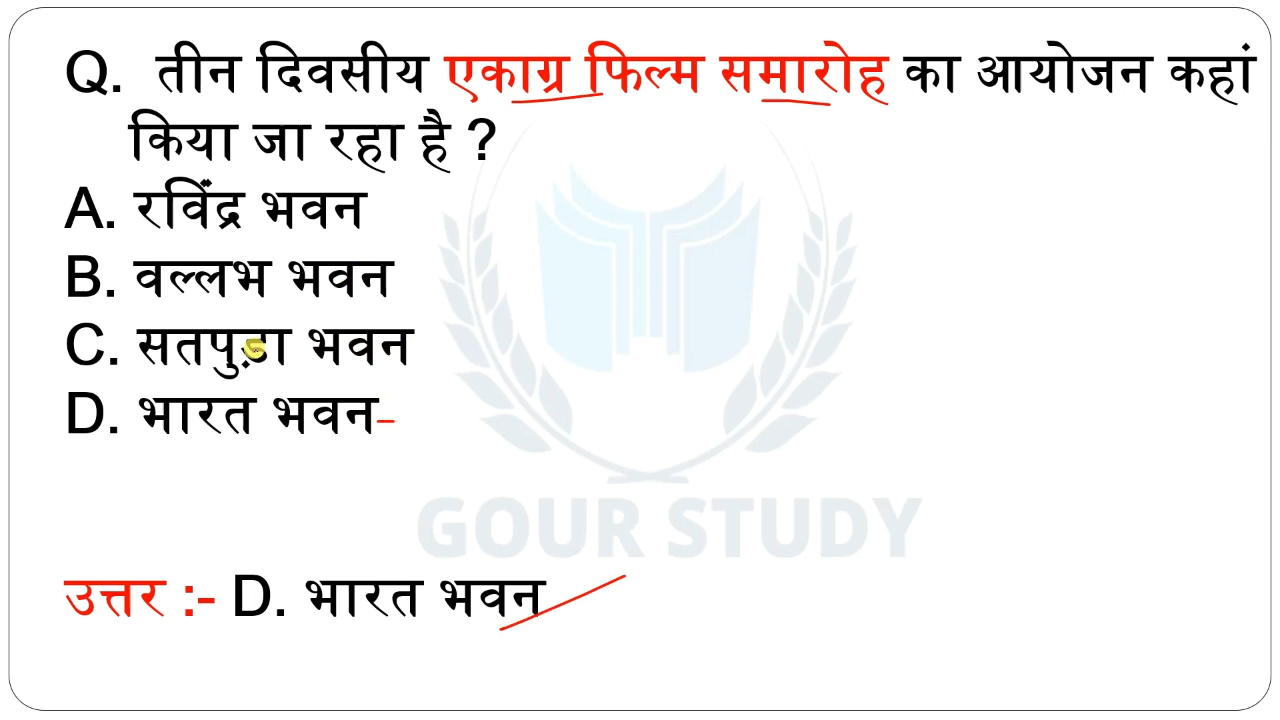 Q. तीन दिवसीय एकाग्र फिल्म समारोह का आयोजन कहां
किया जा रहा है ?
A. रविंद्र भवन
B. वल्लभ भवन
C. सतपुड़ा भवन
D. भारत भवन
GOUR STUDY
उत्तर :- D. भारत भवन